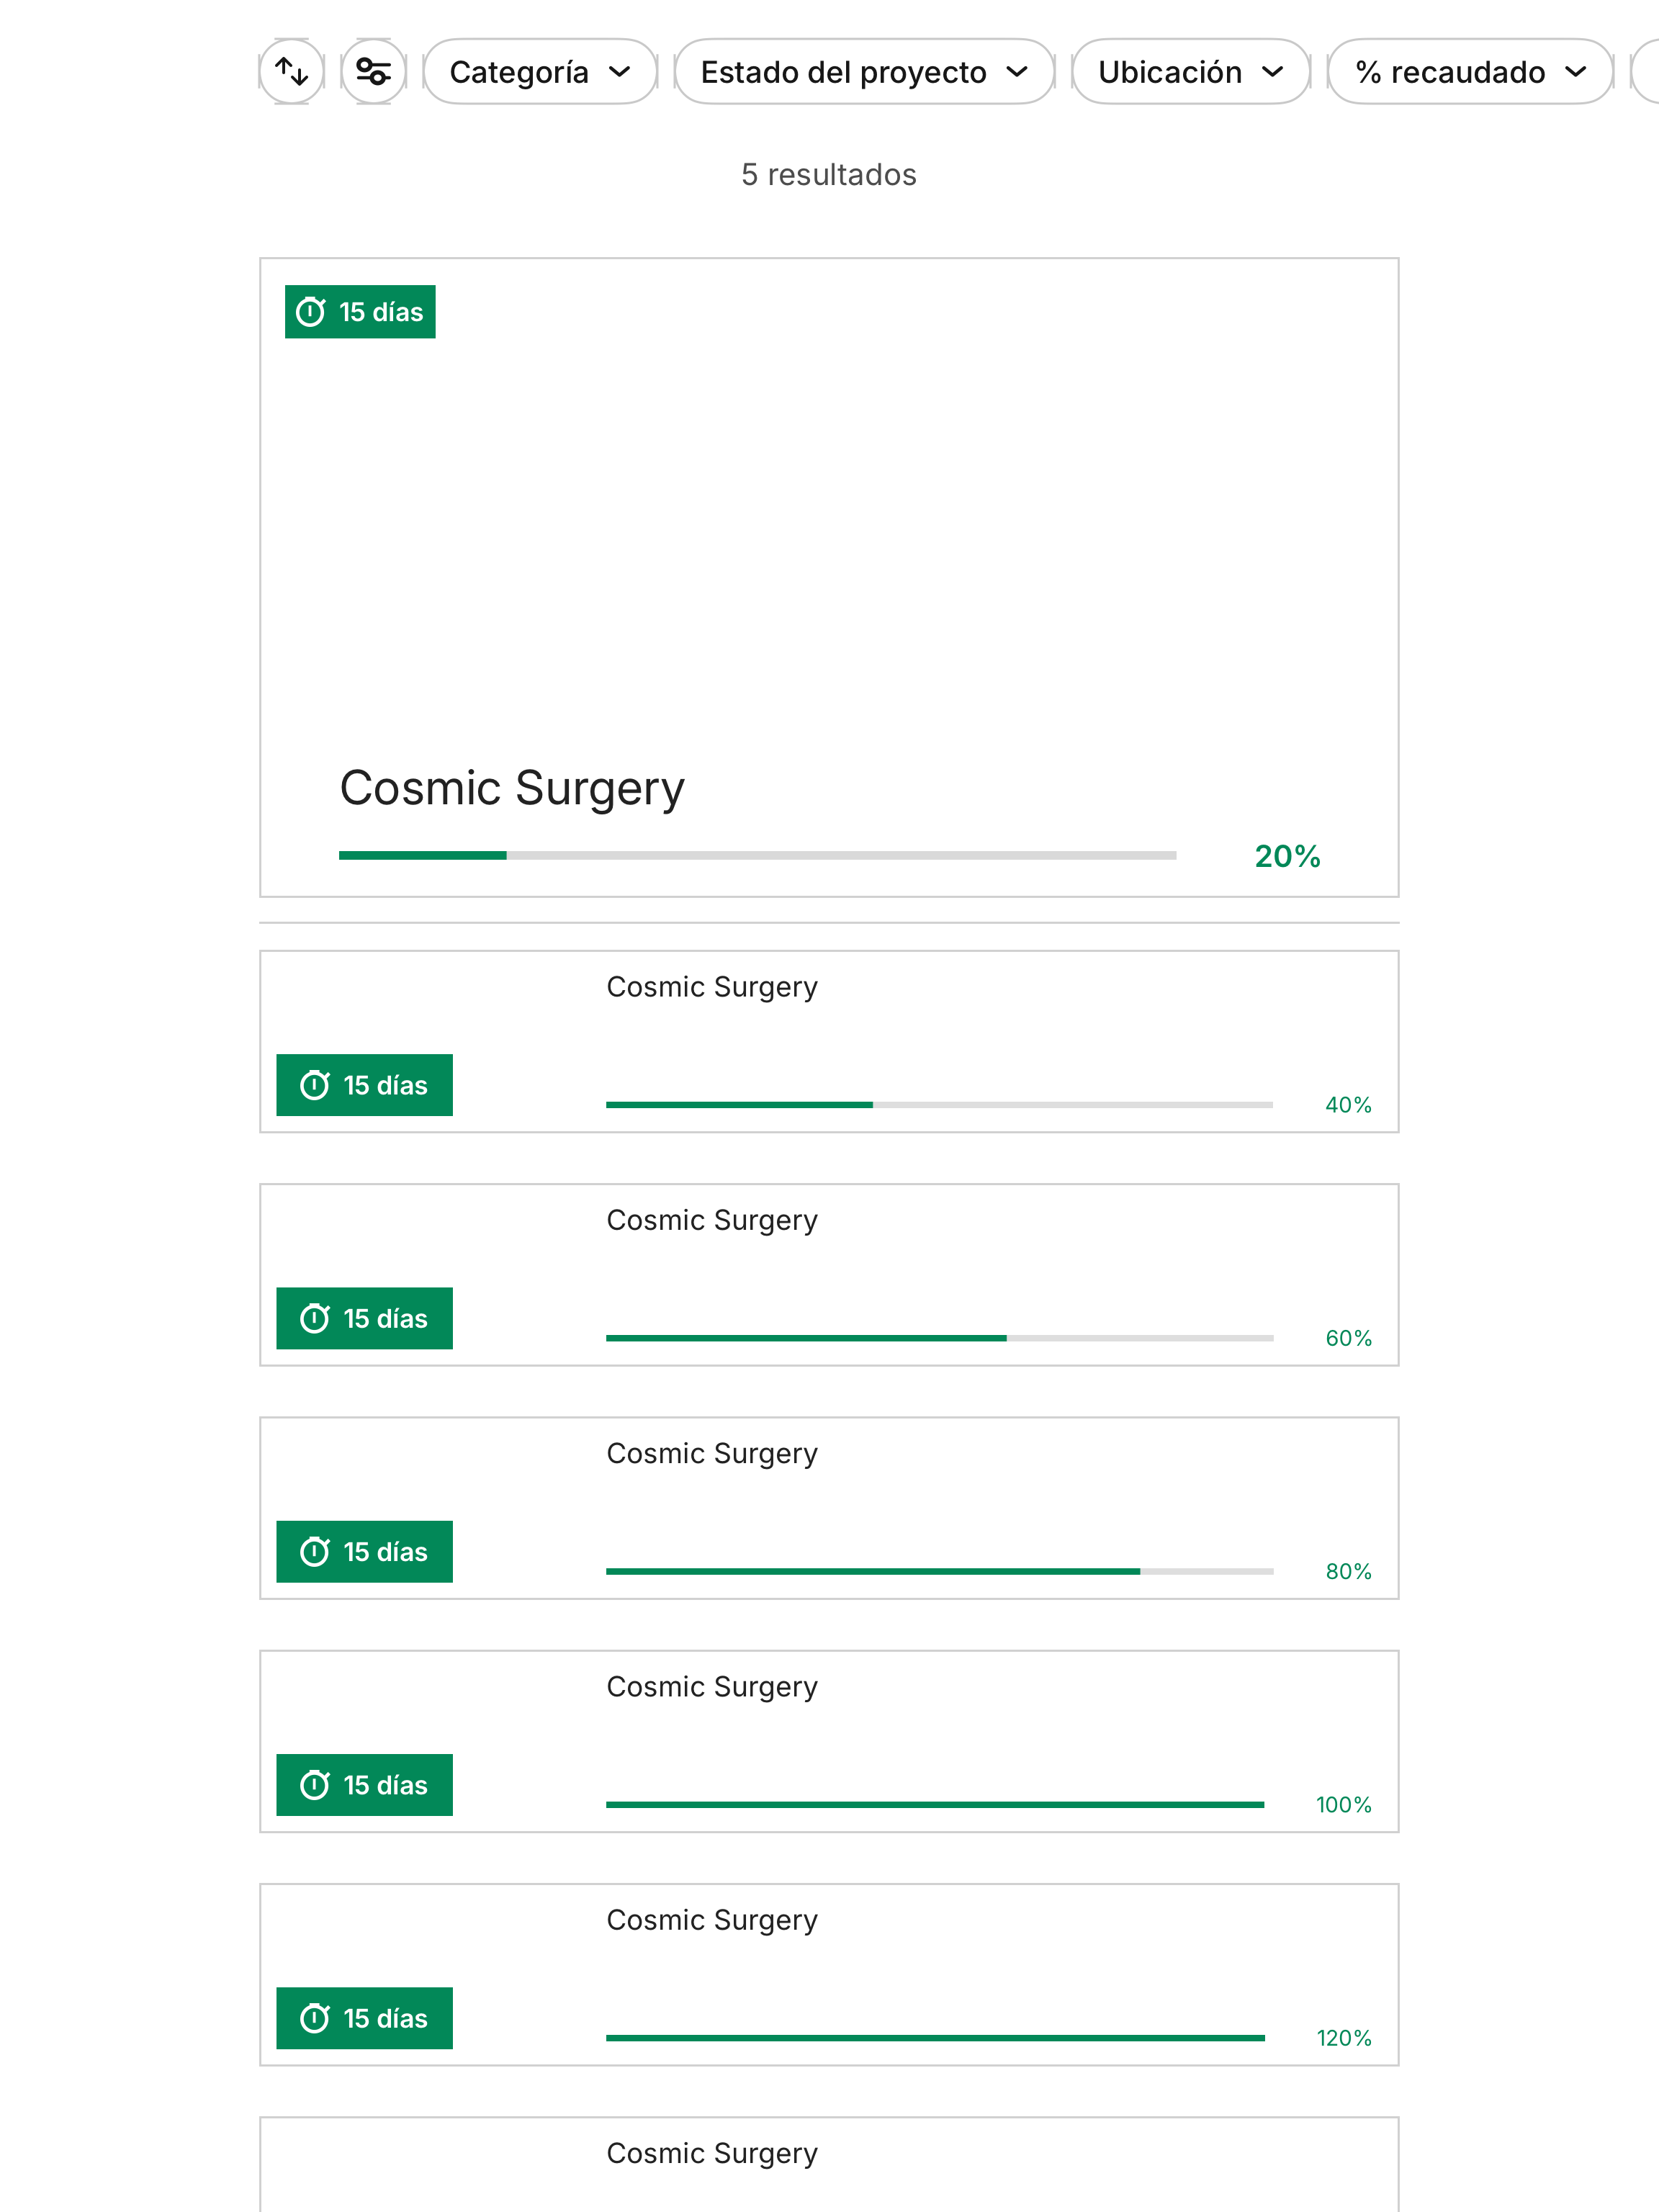 Categoría
Estado del proyecto
Ubicación
% recaudado
5 resultados
15 días
Cosmic Surgery
20%
Cosmic Surgery
15 días
40%
Cosmic Surgery
15 días
60%
Cosmic Surgery
15 días
80%
Cosmic Surgery
15 días
100%
Cosmic Surgery
15 días
120%
Cosmic Surgery